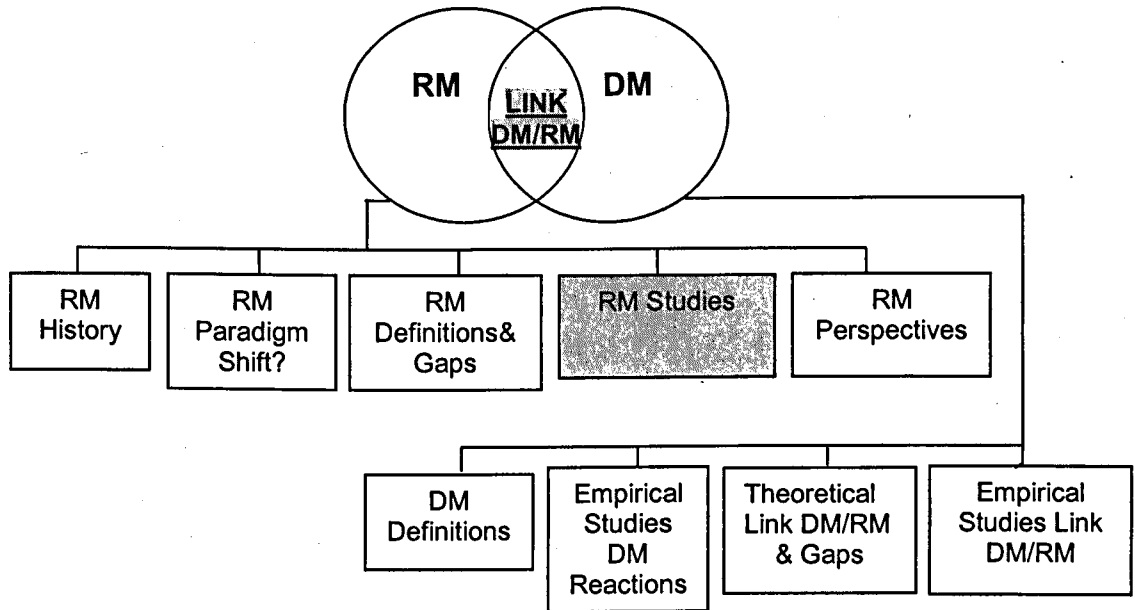 RM
DM
LINK
DM/RM
RM
History
RM
Paradigm
Shift?
RM
Definitions&
Gaps
RM Studies
RM
Perspectives
DM
Definitions
Empirical
Studies
DM
Reactions
Theoretical
Link DM/RM
& Gaps
Empirical
Studies Link
DM/RM